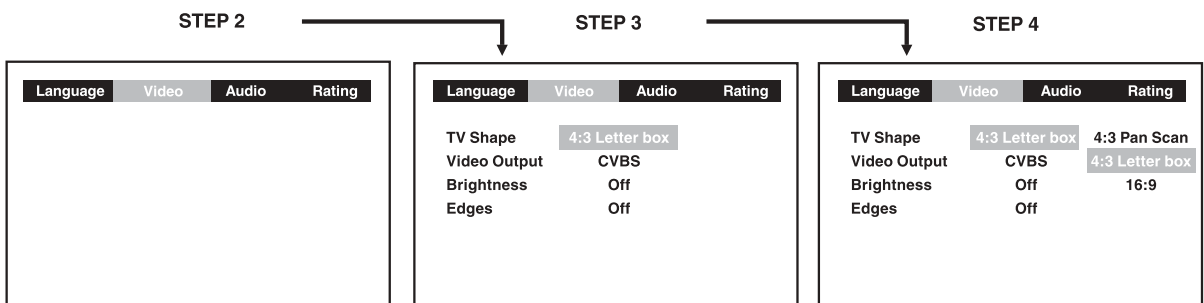 STEP 2
STEP 3
STEP 4
Language Video Audio Rating
Language Video Audio Rating
TV Shape 4:3 Letter box
Video Output CVBS
Brightness Off
Edges Off
Language Video Audio Rating
TV Shape 4:3 Letter box 4:3 Pan Scan
Video Output CVBS 4:3 Letter box
Brightness Off 16:9
Edges Off